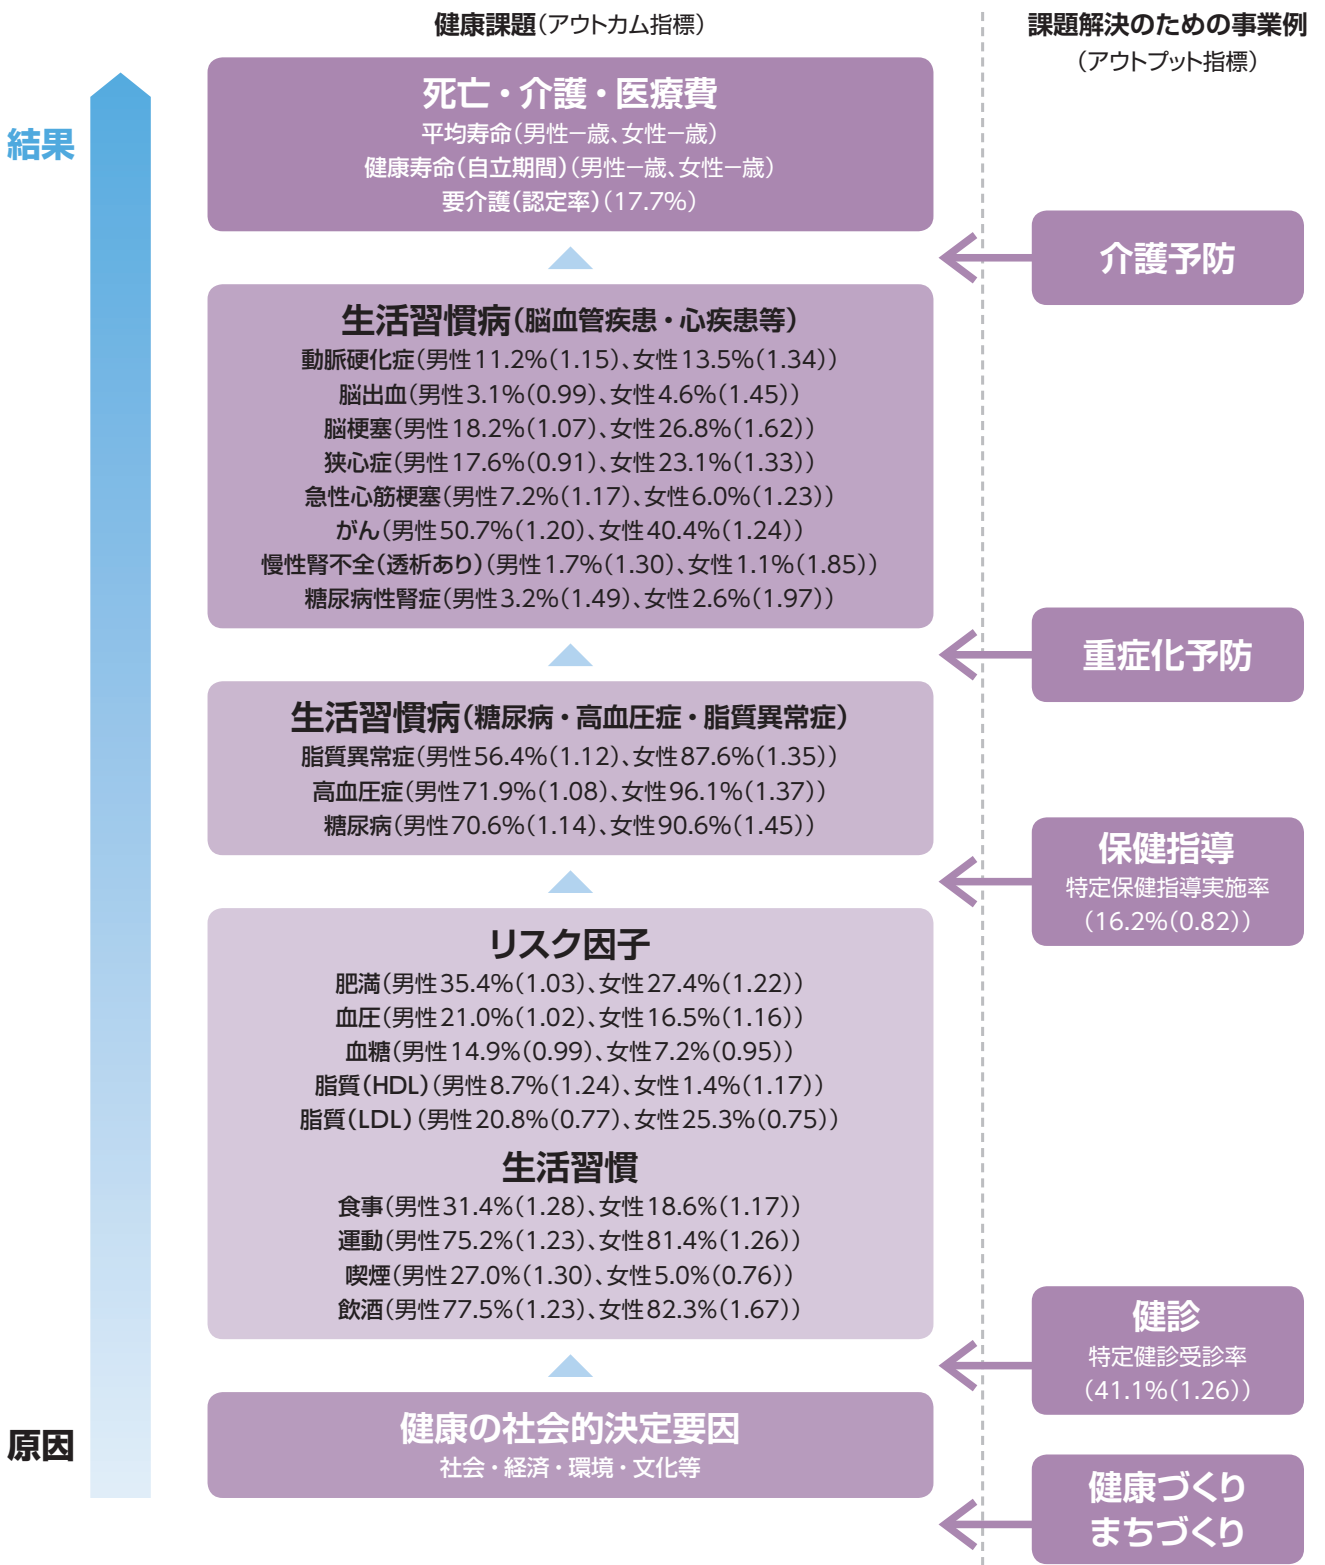 健康課題(アウトカム指標)
課題解決のための事業例
(アウトプット指標)
結果
死亡・介護・医療費
平均寿命(男性ー歳、女性ー歳)
健康寿命(自立期間)(男性ー歳、女性ー歳)
要介護(認定率)(17.7%)
介護予防
生活習慣病(脳血管疾患・心疾患等)
動脈硬化症(男性11.2%(1.15)、女性13.5%(1.34))
脳出血(男性3.1%(0.99)、女性4.6%(1.45))
脳梗塞(男性18.2%(1.07)、女性26.8%(1.62))
狭心症(男性17.6%(0.91)、女性23.1%(1.33))
急性心筋梗塞(男性7.2%(1.17)、女性6.0%(1.23))
がん(男性50.7%(1.20)、女性40.4%(1.24))
慢性腎不全(透析あり)(男性1.7%(1.30)、女性1.1%(1.85))
糖尿病性腎症(男性3.2%(1.49)、女性2.6%(1.97))
重症化予防
生活習慣病(糖尿病・高血圧症・脂質異常症)
脂質異常症(男性56.4%(1.12)、女性87.6%(1.35))
高血圧症(男性71.9%(1.08)、女性96.1%(1.37))
糖尿病(男性70.6%(1.14)、女性90.6%(1.45))
保健指導
特定保健指導実施率
(16.2%(0.82))
リスク因子
肥満(男性35.4%(1.03)、女性27.4%(1.22))
血圧(男性21.0%(1.02)、女性16.5%(1.16))
血糖(男性14.9%(0.99)、女性7.2%(0.95))
脂質(HDL)(男性8.7%(1.24)、女性1.4%(1.17))
脂質(LDL)(男性20.8%(0.77)、女性25.3%(0.75))
生活習慣
食事(男性31.4%(1.28)、女性18.6%(1.17))
運動(男性75.2%(1.23)、女性81.4%(1.26))
喫煙(男性27.0%(1.30)、女性5.0%(0.76))
飲酒(男性77.5%(1.23)、女性82.3%(1.67))
健診
特定健診受診率
(41.1%(1.26))
原因
健康の社会的決定要因
社会・経済・環境・文化等
健康づくり
まちづくり